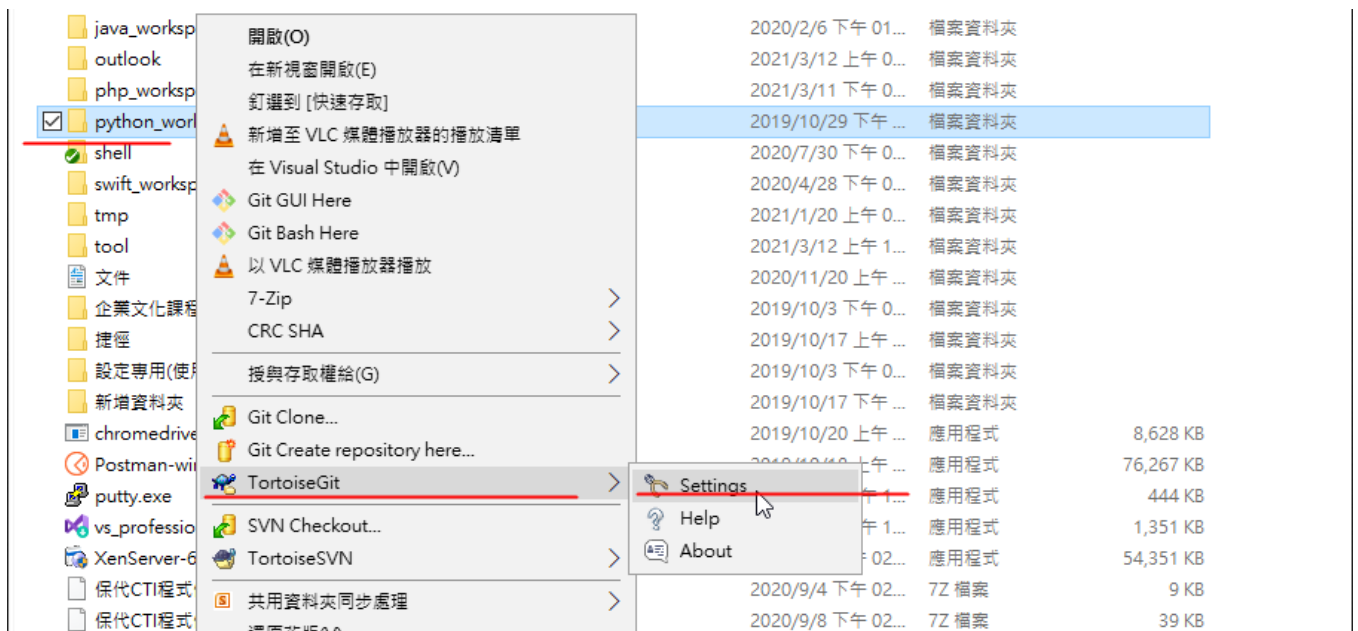 java_worksp 開啟(O) 2020/2/6 下午 01... 檔案資料夾
outlook 在新視窗開啟(E) 2021/3/12 上午 0... 檔案資料夾
php_worksp 釘選到 [快速存取] 2021/3/11 下午 0... 檔案資料夾
python_worl 新增至 VLC 媒體播放器的播放清單 2019/10/29 下午 ... 檔案資料夾
shell 在 Visual Studio 中開啟(V) 2020/7/30 下午 0... 檔案資料夾
swift_worksp Git GUI Here 2020/4/28 下午 0... 檔案資料夾
tmp Git Bash Here 2021/1/20 上午 0... 檔案資料夾
tool 以 VLC 媒體播放器播放 2021/3/12 上午 1... 檔案資料夾
文件 7-Zip 2020/11/20 上午 ... 檔案資料夾
企業文化課程 CRC SHA 2019/10/3 下午 0... 檔案資料夾
捷徑 2019/10/17 上午 ... 檔案資料夾
設定專用(使用 授與存取權給(G) 2019/10/3 下午 0... 檔案資料夾
新增資料夾 Git Clone... 2019/10/17 下午 ... 檔案資料夾
chromedrive Git Create repository here... 2019/10/20 上午 ... 應用程式 8,628 KB
Postman-wi TortoiseGit Settings 上午 ... 應用程式 76,267 KB
putty.exe 應用程式 444 KB
vs_professio SVN Checkout... Help 午 1... 應用程式 1,351 KB
XenServer-6 TortoiseSVN About 02... 應用程式 54,351 KB
保代CTI程式 共用資料夾同步處理 2020/9/4 下午 02... 7Z 檔案 9 KB
保代CTI程式 2020/9/8 下午 02... 7Z 檔案 39 KB